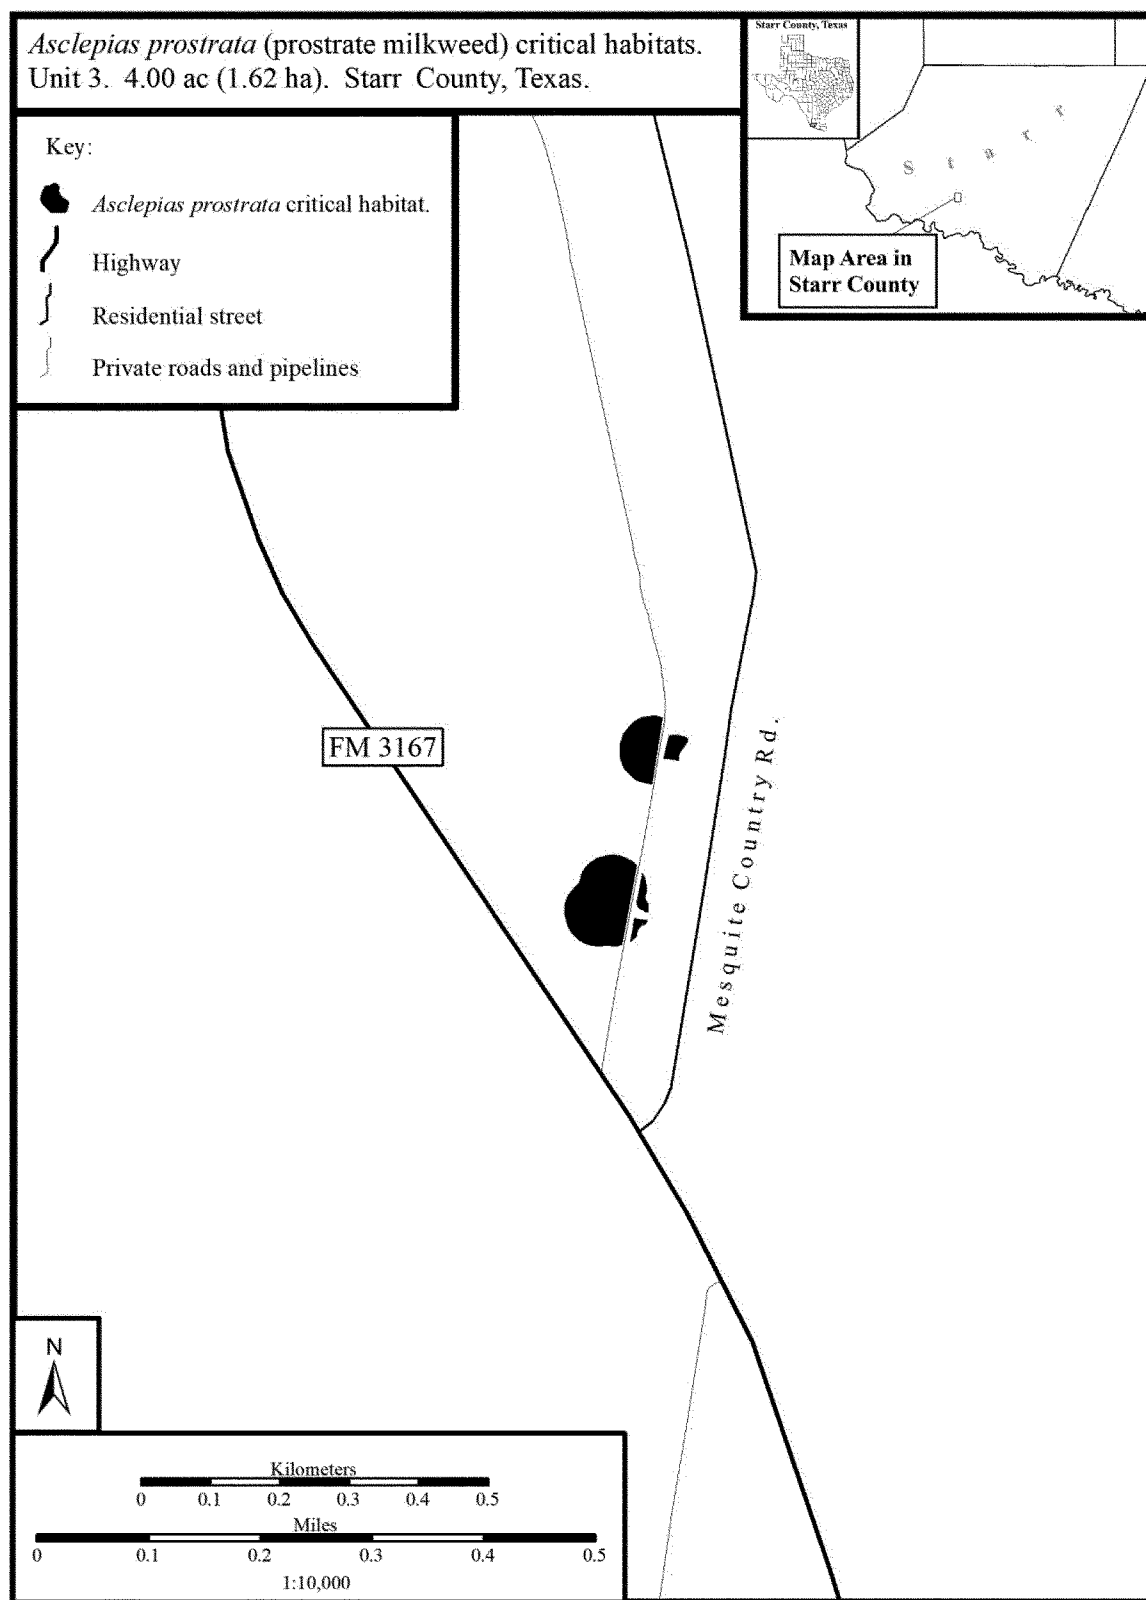 Asclepias prostrata (prostrate milkweed) critical habitats.
Unit 3.  4.00 ac (1.62 ha).  Starr  County, Texas.
Starr County, Texas
Starr
Map Area in
Starr County
Key:
Asclepias prostrata critical habitat.
Highway
Residential street
Private roads and pipelines
FM 3167
Mesquite Country Rd.
N
Kilometers
0 0.1 0.2 0.3 0.4 0.5
Miles
0 0.1 0.2 0.3 0.4 0.5
1:10,000